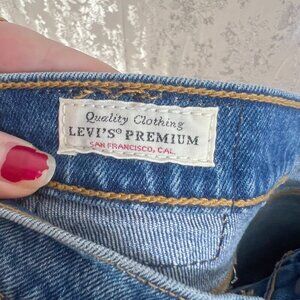 Quality Clothing
LEVI'S® PREMIUM
SAN FRANCISCO, CAL.